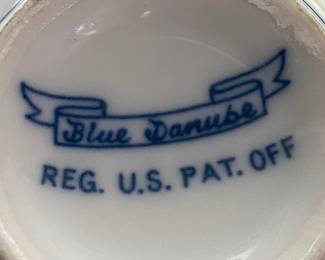 Blue Danube
REG. U.S. PAT. OFF